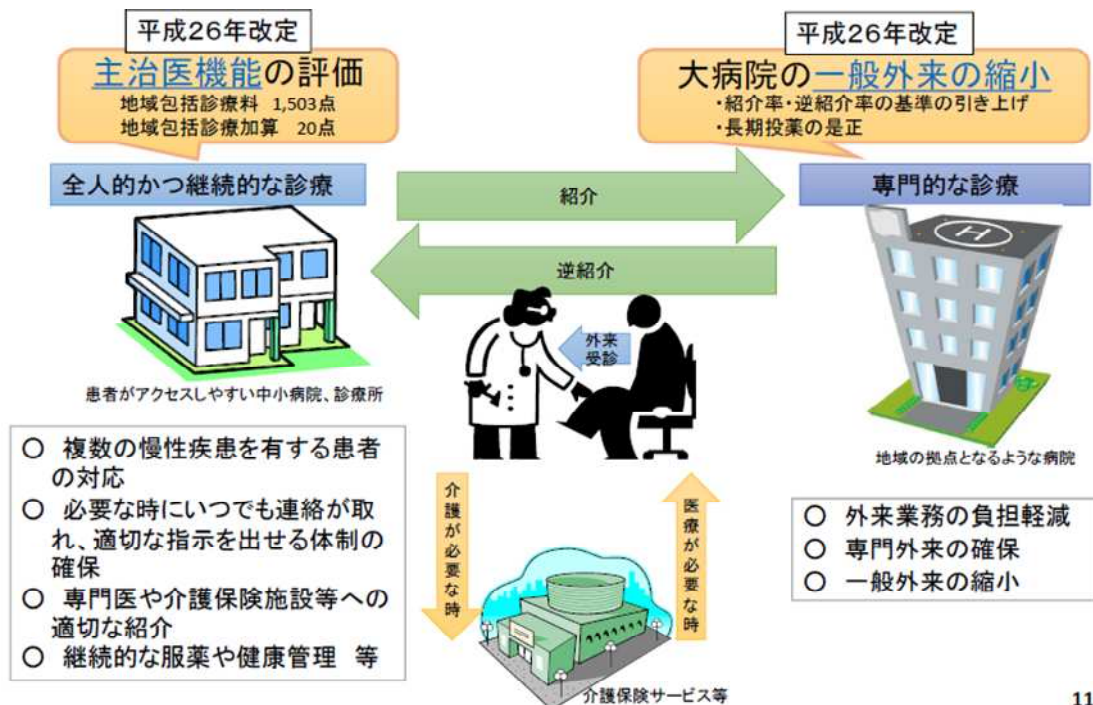 平成26年改定
主治医機能の評価
地域包括診療料 1,503点
地域包括診療加算 20点
平成26年改定
大病院の一般外来の縮小
・紹介率・逆紹介率の基準の引き上げ
・長期投薬の是正
全人的かつ継続的な診療
紹介
専門的な診療
逆紹介
H
外来
受診
患者がアクセスしやすい中小病院、診療所
地域の拠点となるような病院
○ 複数の慢性疾患を有する患者
の対応
○ 必要な時にいつでも連絡が取
れ、適切な指示を出せる体制の
確保
○ 専門医や介護保険施設等への
適切な紹介
○ 継続的な服薬や健康管理 等
介護が必要な時
医療が必要な時
○ 外来業務の負担軽減
○ 専門外来の確保
○ 一般外来の縮小
介護保険サービス等
11